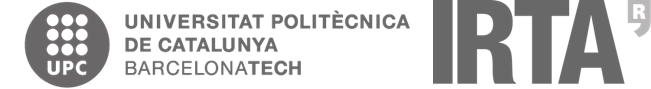 UPC
UNIVERSITAT POLITÈCNICA
DE CATALUNYA
BARCELONATECH
IRTA
R